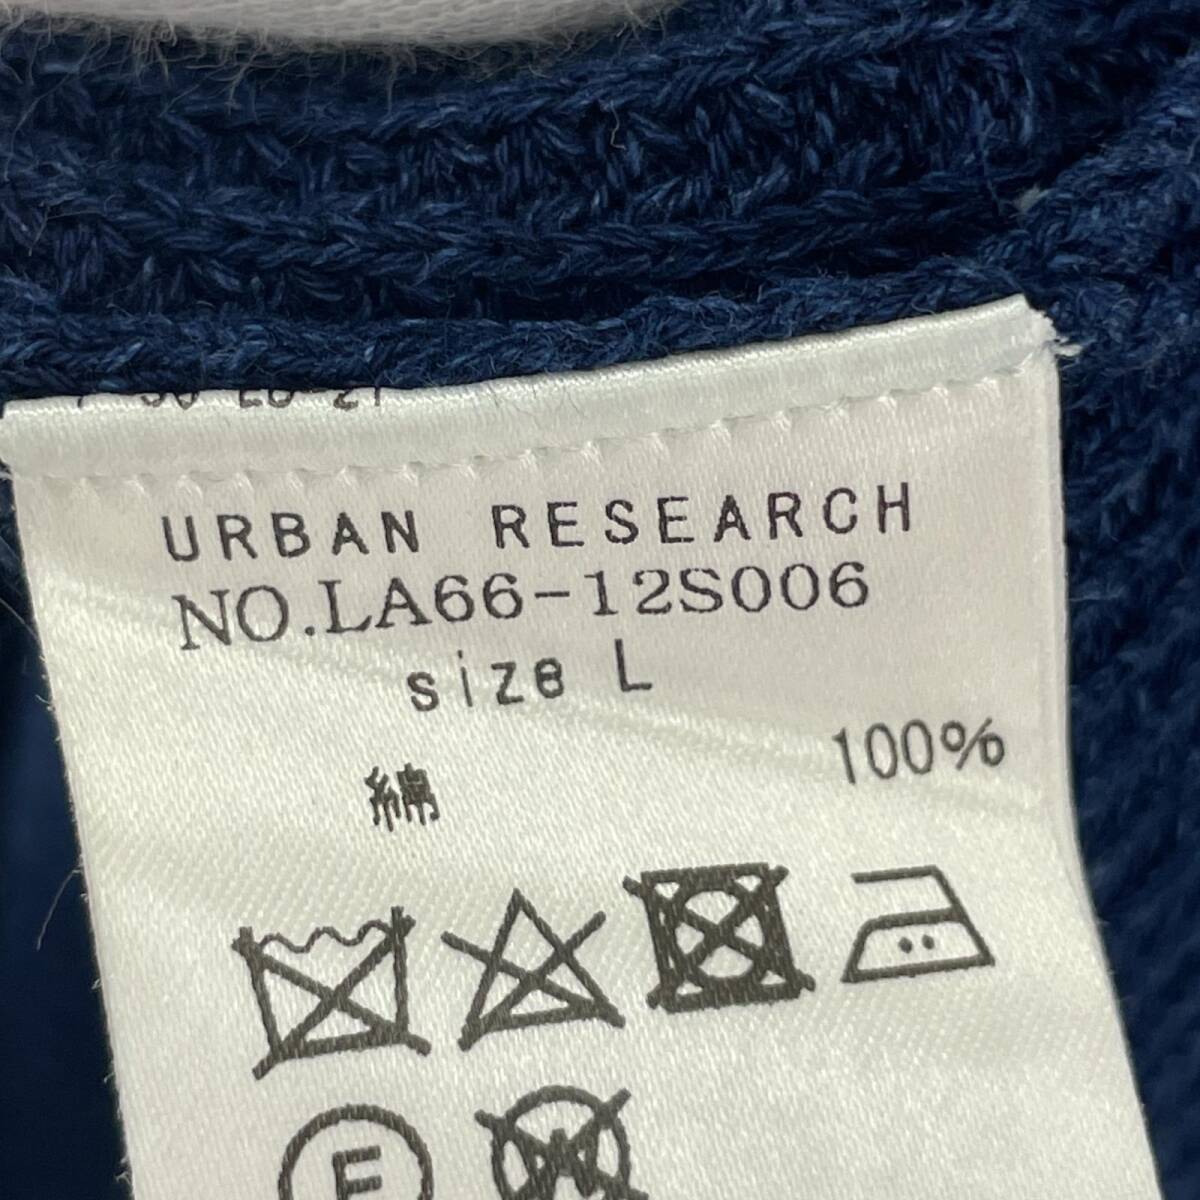 URBAN RESEARCH
NO.LA66-12S006
size L
綿 100%
F
W